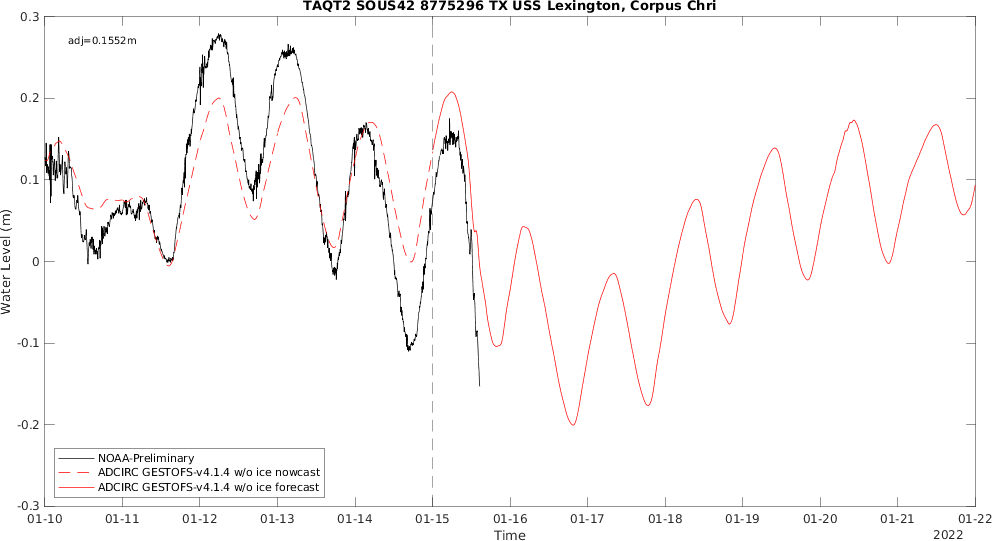 TAQT2 SOUS42 8775296 TX USS Lexington, Corpus Chri
adj=0.1552m
0.3
0.2
0.1
0
-0.1
-0.2
-0.3
Water Level (m)
NOAA-Preliminary
ADCIRC GESTOFS-v4.1.4 w/o ice nowcast
ADCIRC GESTOFS-v4.1.4 w/o ice forecast
01-10 01-11 01-12 01-13 01-14 01-15 01-16 01-17 01-18 01-19 01-20 01-21 01-22
Time
2022